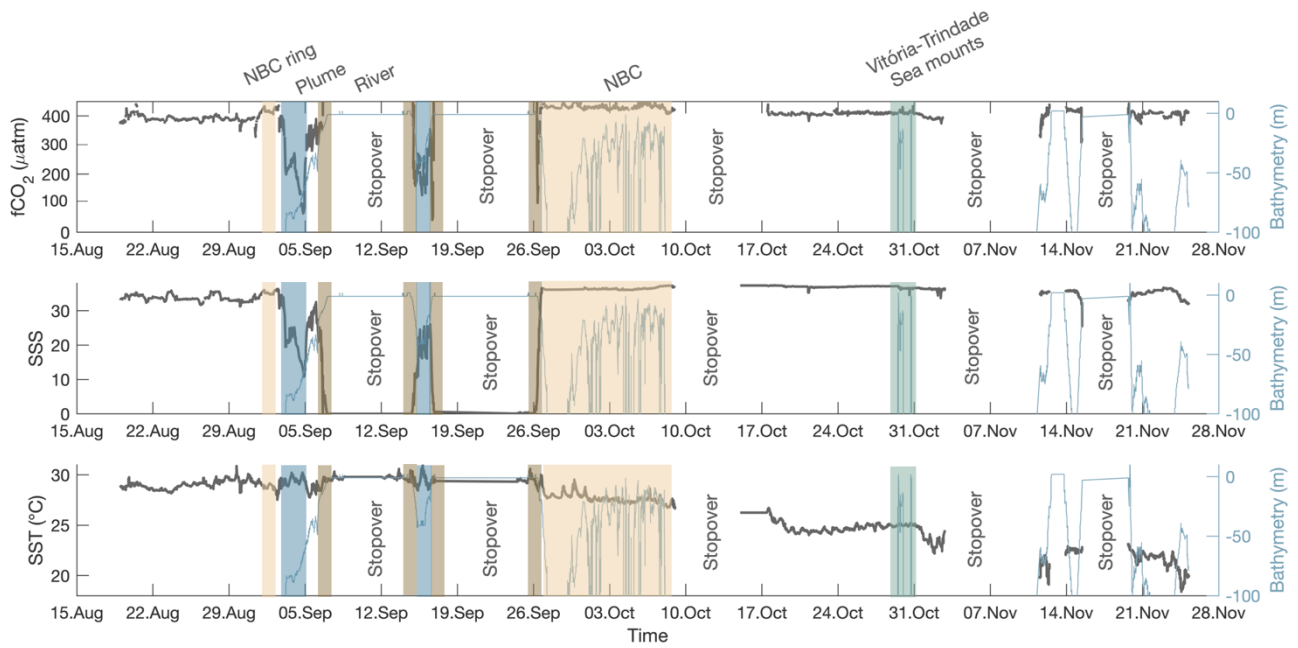 NBC ring
Plume
River
NBC
Vitória-Trindade
Sea mounts
fCO2 (μatm)
400
300
200
100
0
Stopover
Stopover
Stopover
Stopover
Stopover
0
-50
-100
Bathymetry (m)
15.Aug 22.Aug 29.Aug 05.Sep 12.Sep 19.Sep 26.Sep 03.Oct 10.Oct 17.Oct 24.Oct 31.Oct 07.Nov 14.Nov 21.Nov 28.Nov
SSS
30
20
10
0
Stopover
Stopover
Stopover
Stopover
Stopover
0
-50
-100
Bathymetry (m)
15.Aug 22.Aug 29.Aug 05.Sep 12.Sep 19.Sep 26.Sep 03.Oct 10.Oct 17.Oct 24.Oct 31.Oct 07.Nov 14.Nov 21.Nov 28.Nov
SST (°C)
30
25
20
Stopover
Stopover
Stopover
Stopover
Stopover
0
-50
-100
Bathymetry (m)
15.Aug 22.Aug 29.Aug 05.Sep 12.Sep 19.Sep 26.Sep 03.Oct 10.Oct 17.Oct 24.Oct 31.Oct 07.Nov 14.Nov 21.Nov 28.Nov
Time